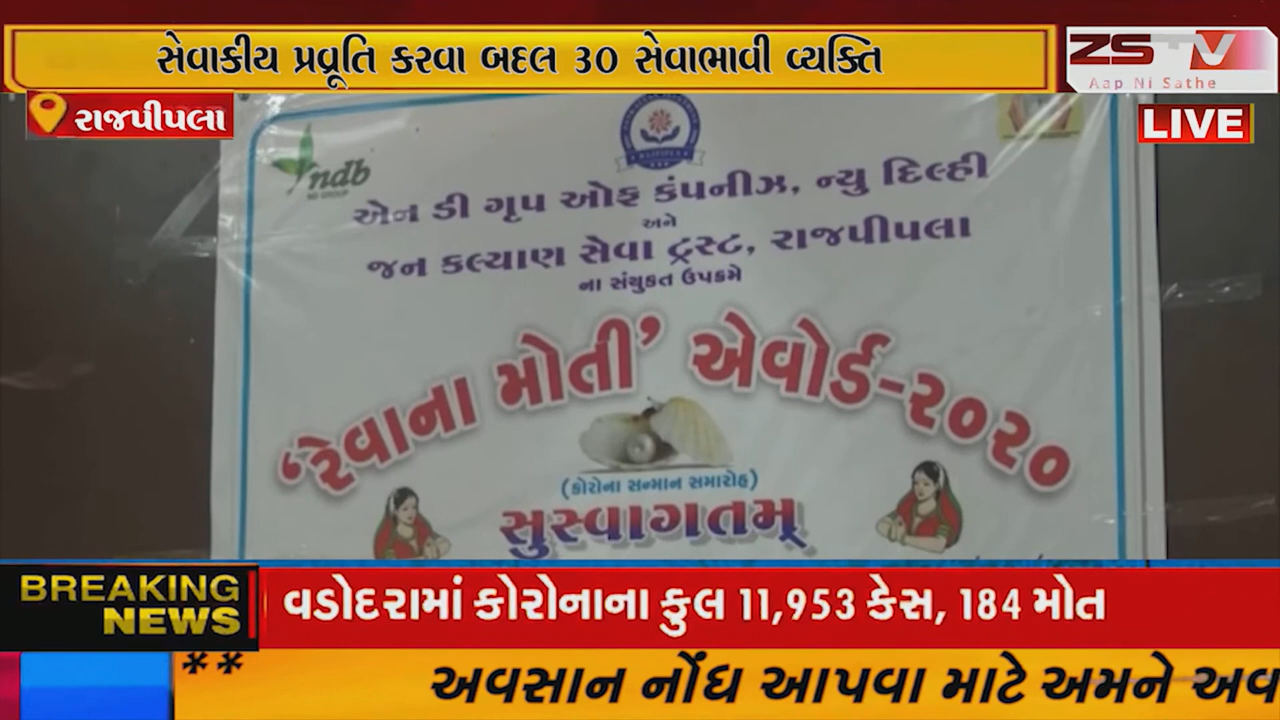 સેવાકીય પ્રવૃતિ કરવા બદલ 30 સેવાભાવી વ્યક્તિ
ZSTV
Aap Ni Sathe
રાજપીપલા
LIVE
ndb
ND GROUP
એન ડી ગૃપ ઓફ કંપનીઝ, ન્યુ દિલ્હી
અને
જન કલ્યાણ સેવા ટ્રસ્ટ, રાજપીપલા
ના સંયુકત ઉપક્રમે
'રેવાના મોતી' એવોર્ડ-૨૦૨૦
(કોરોના સન્માન સમારોહ)
સુસ્વાગતમ્
BREAKING NEWS
વડોદરામાં કોરોનાના કુલ 11,953 કેસ, 184 મોત
** અવસાન નોંધ આપવા માટે અમને અવ